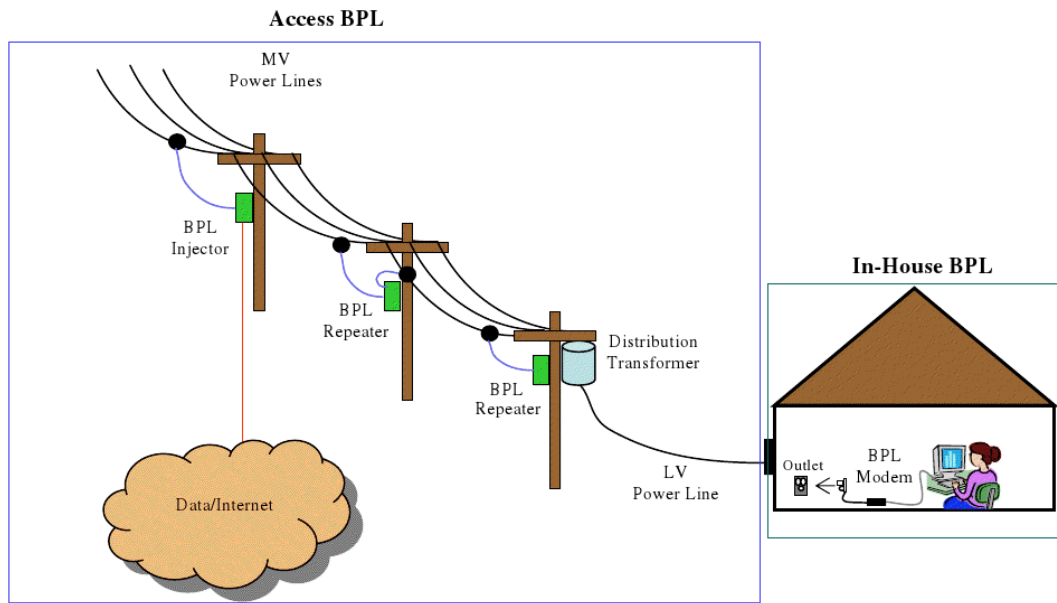 Access BPL
MV
Power Lines
BPL
Injector
BPL
Repeater
BPL
Repeater
Distribution
Transformer
LV
Power Line
Data/Internet
In-House BPL
Outlet
BPL
Modem